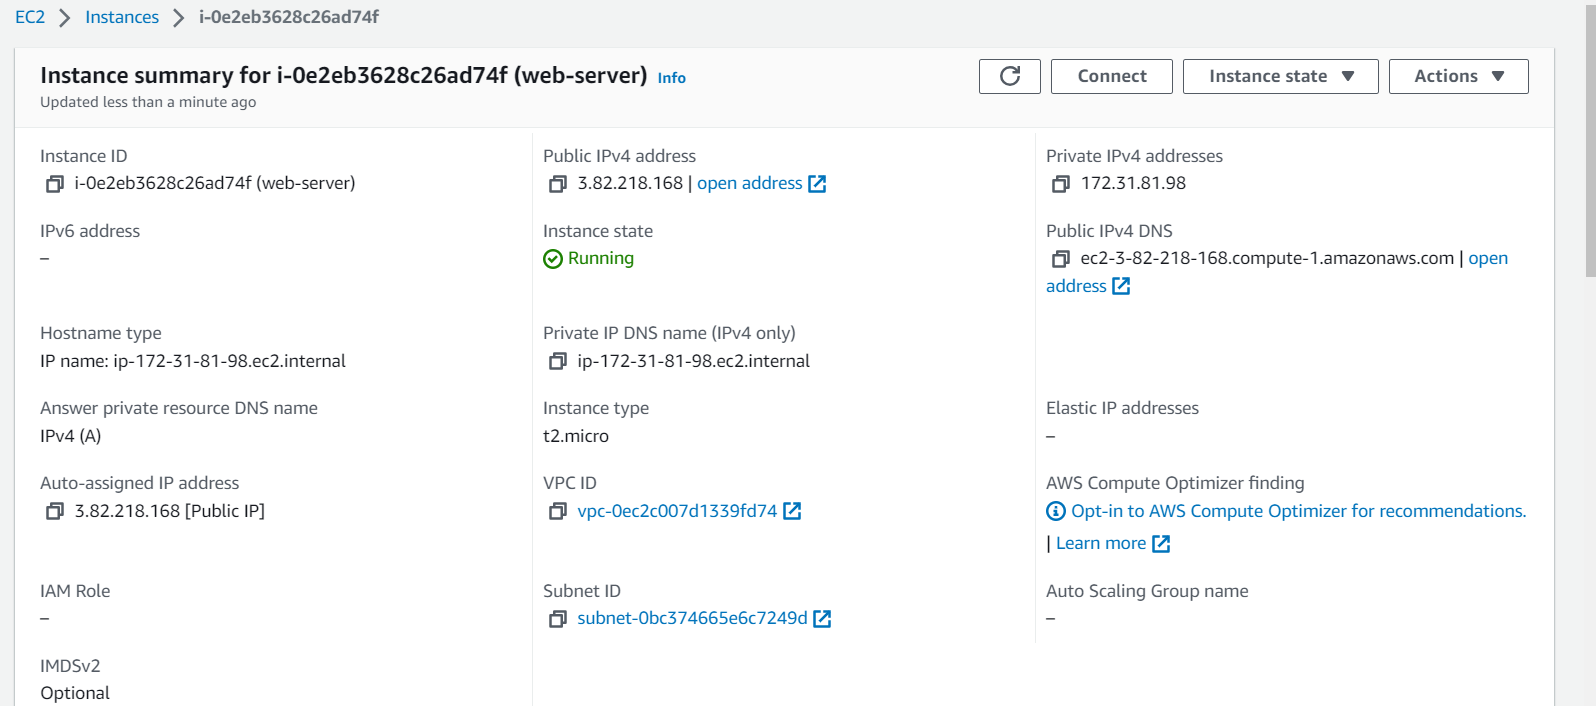 EC2 > Instances > i-0e2eb3628c26ad74f
Instance summary for i-0e2eb3628c26ad74f (web-server) Info
Updated less than a minute ago
Connect
Instance state
Actions
Instance ID
i-0e2eb3628c26ad74f (web-server)
Public IPv4 address
3.82.218.168 | open address
Private IPv4 addresses
172.31.81.98
IPv6 address
–
Instance state
Running
Public IPv4 DNS
ec2-3-82-218-168.compute-1.amazonaws.com | open
address
Hostname type
IP name: ip-172-31-81-98.ec2.internal
Private IP DNS name (IPv4 only)
ip-172-31-81-98.ec2.internal
Answer private resource DNS name
IPv4 (A)
Instance type
t2.micro
Elastic IP addresses
–
Auto-assigned IP address
3.82.218.168 [Public IP]
VPC ID
vpc-0ec2c007d1339fd74
AWS Compute Optimizer finding
Opt-in to AWS Compute Optimizer for recommendations.
| Learn more
IAM Role
–
Subnet ID
subnet-0bc374665e6c7249d
Auto Scaling Group name
–
IMDSv2
Optional